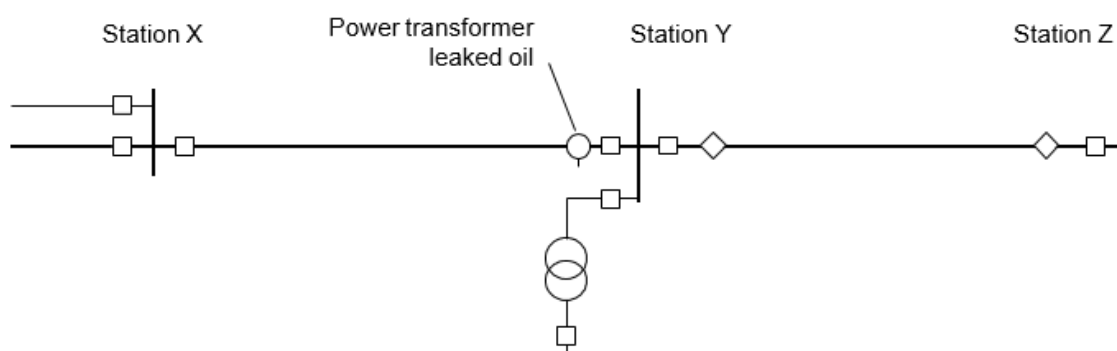 Station X
Power transformer
leaked oil
Station Y
Station Z